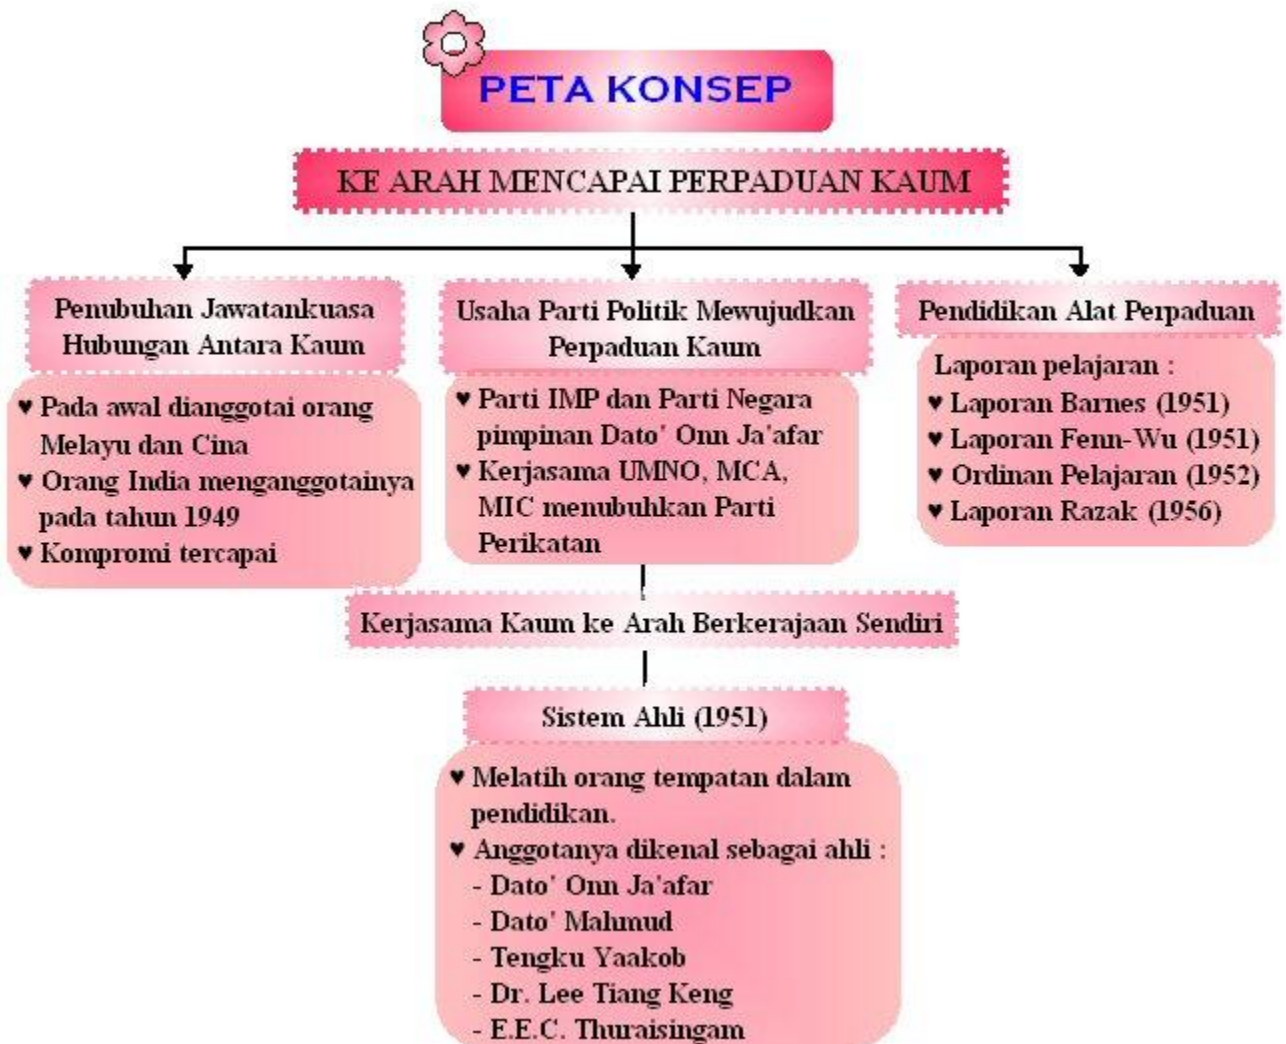 PETA KONSEP
KE ARAH MENCAPAI PERPADUAN KAUM
Penubuhan Jawatankuasa
Hubungan Antara Kaum
♥ Pada awal dianggotai orang
Melayu dan Cina
♥ Orang India menganggotainya
pada tahun 1949
♥ Kompromi tercapai
Usaha Parti Politik Mewujudkan
Perpaduan Kaum
♥ Parti IMP dan Parti Negara
pimpinan Dato' Onn Ja'afar
♥ Kerjasama UMNO, MCA,
MIC menubuhkan Parti
Perikatan
Pendidikan Alat Perpaduan
Laporan pelajaran :
♥ Laporan Barnes (1951)
♥ Laporan Fenn-Wu (1951)
♥ Ordinan Pelajaran (1952)
♥ Laporan Razak (1956)
Kerjasama Kaum ke Arah Berkerajaan Sendiri
Sistem Ahli (1951)
♥ Melatih orang tempatan dalam
pendidikan.
♥ Anggotanya dikenal sebagai ahli :
- Dato' Onn Ja'afar
- Dato' Mahmud
- Tengku Yaakob
- Dr. Lee Tiang Keng
- E.E.C. Thuraisingam